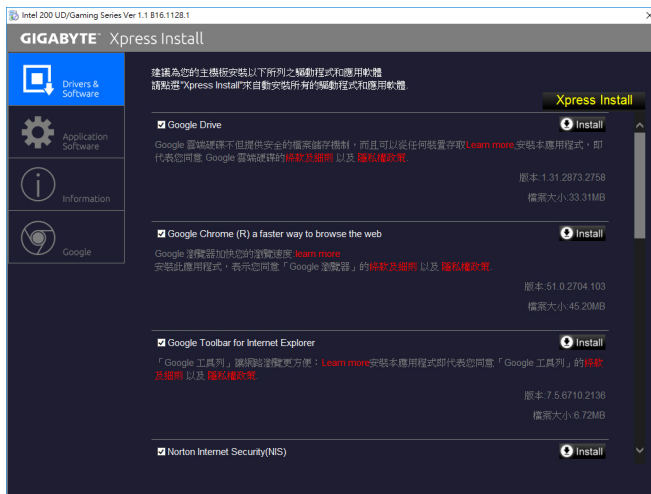 Intel 200 UD/Gaming Series Ver 1.1 B16.1128.1
GIGABYTE™ Xpress Install
Drivers &
Software
Application
Software
Information
Google
建議為您的主機板安裝以下所列之驅動程式和應用軟體
請點選"Xpress Install"來自動安裝所有的驅動程式和應用軟體.
Xpress Install
Google Drive
Install
Google 雲端硬碟不但提供安全的檔案儲存機制，而且可以從任何裝置存取Learn more,安裝本應用程式，即
代表您同意 Google 雲端硬碟的條款及細則 以及 隱私權政策.
版本:1.31.2873.2758
檔案大小:33.31MB
Google Chrome (R) a faster way to browse the web
Install
Google 瀏覽器加快您的瀏覽速度:learn more
安裝此應用程式，表示您同意「Google 瀏覽器」的條款及細則 以及 隱私權政策.
版本:51.0.2704.103
檔案大小:45.20MB
Google Toolbar for Internet Explorer
Install
「Google 工具列」讓網路瀏覽更方便：Learn more安裝本應用程式即代表您同意「Google 工具列」的條款
及細則 以及 隱私權政策.
版本:7.5.6710.2136
檔案大小:6.72MB
Norton Internet Security(NIS)
Install